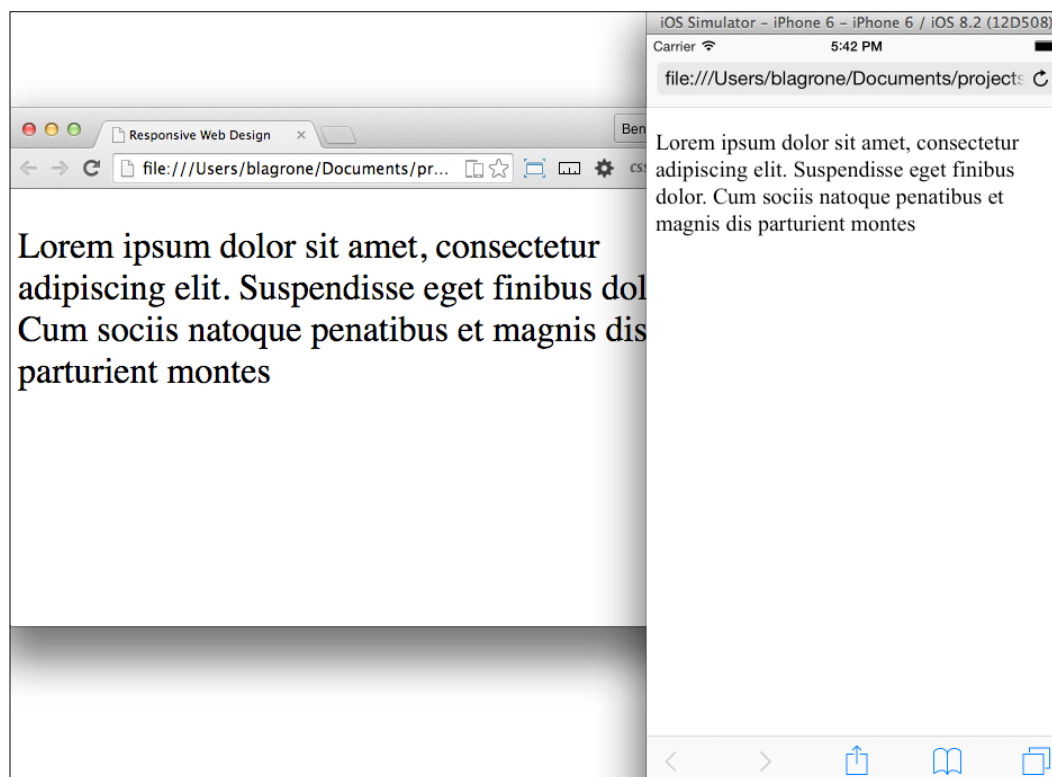 iOS Simulator – iPhone 6 – iPhone 6 / iOS 8.2 (12D508)
Carrier
5:42 PM
file:///Users/blagrone/Documents/projects
Responsive Web Design
Ben
file:///Users/blagrone/Documents/pr...
Lorem ipsum dolor sit amet, consectetur
adipiscing elit. Suspendisse eget finibus dol
Cum sociis natoque penatibus et magnis dis
parturient montes
Lorem ipsum dolor sit amet, consectetur
adipiscing elit. Suspendisse eget finibus
dolor. Cum sociis natoque penatibus et
magnis dis parturient montes